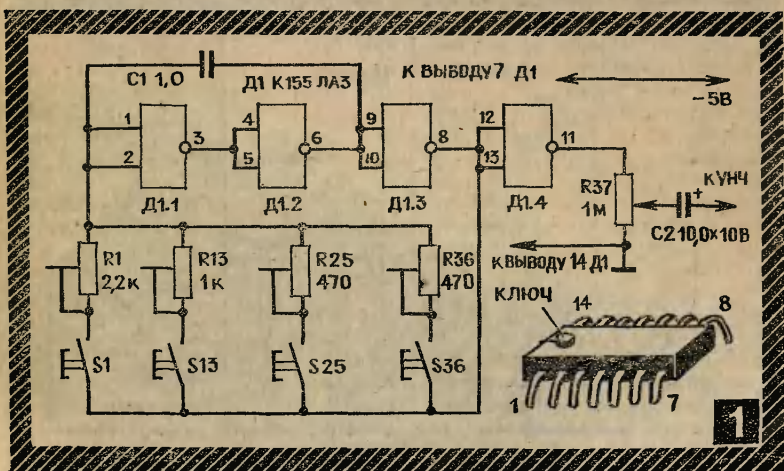 С1 1,0
Д1 К155 ЛА3
К ВЫВОДУ 7 Д1
-5В
1
2
3
4
5
6
9
10
8
12
13
11
Д1.1
Д1.2
Д1.3
Д1.4
R37
1М
К УНЧ
+
С2 10,0×10В
К ВЫВОДУ 14 Д1
R1
2,2к
R13
1к
R25
470
R36
470
S1
S13
S25
S36
КЛЮЧ
14
8
1
7
1